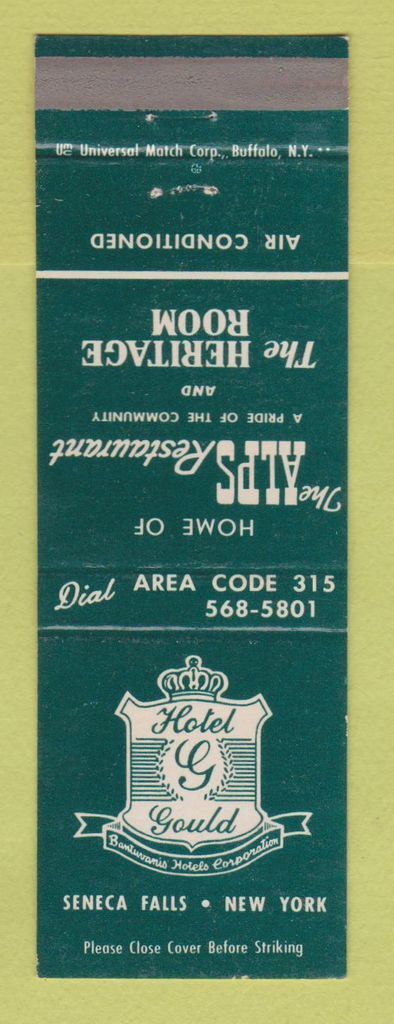 UM Universal Match Corp., Buffalo, N.Y.
AIR CONDITIONED
HOME OF
The ALPS Restaurant
A PRIDE OF THE COMMUNITY
AND
The HERITAGE
ROOM
Dial AREA CODE 315
568-5801
Hotel
G
Gould
Bantuvanis Hotels Corporation
SENECA FALLS • NEW YORK
Please Close Cover Before Striking